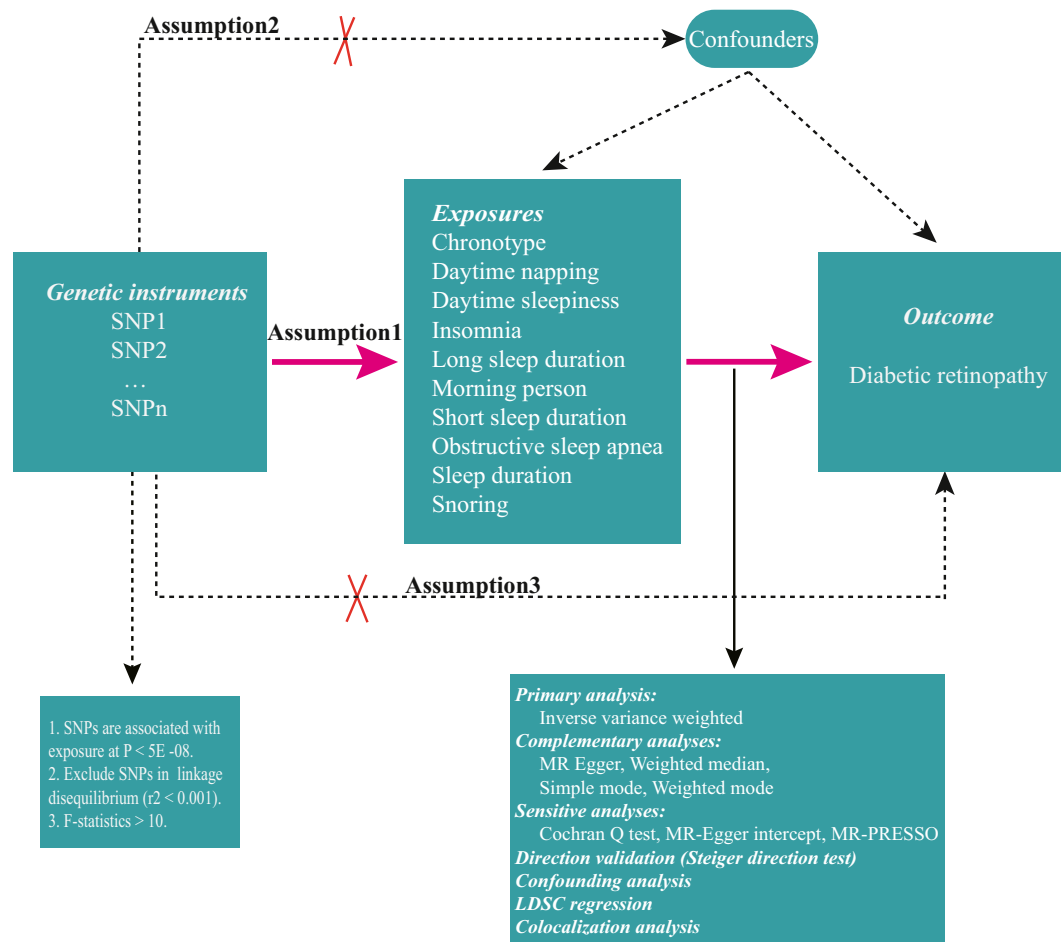 Assumption2
Confounders
Genetic instruments
SNP1
SNP2
...
SNPn
Assumption1
Exposures
Chronotype
Daytime napping
Daytime sleepiness
Insomnia
Long sleep duration
Morning person
Short sleep duration
Obstructive sleep apnea
Sleep duration
Snoring
Outcome
Diabetic retinopathy
Assumption3
1. SNPs are associated with
exposure at P < 5E -08.
2. Exclude SNPs in linkage
disequilibrium (r2 < 0.001).
3. F-statistics > 10.
Primary analysis:
Inverse variance weighted
Complementary analyses:
MR Egger, Weighted median,
Simple mode, Weighted mode
Sensitive analyses:
Cochran Q test, MR-Egger intercept, MR-PRESSO
Direction validation (Steiger direction test)
Confounding analysis
LDSC regression
Colocalization analysis